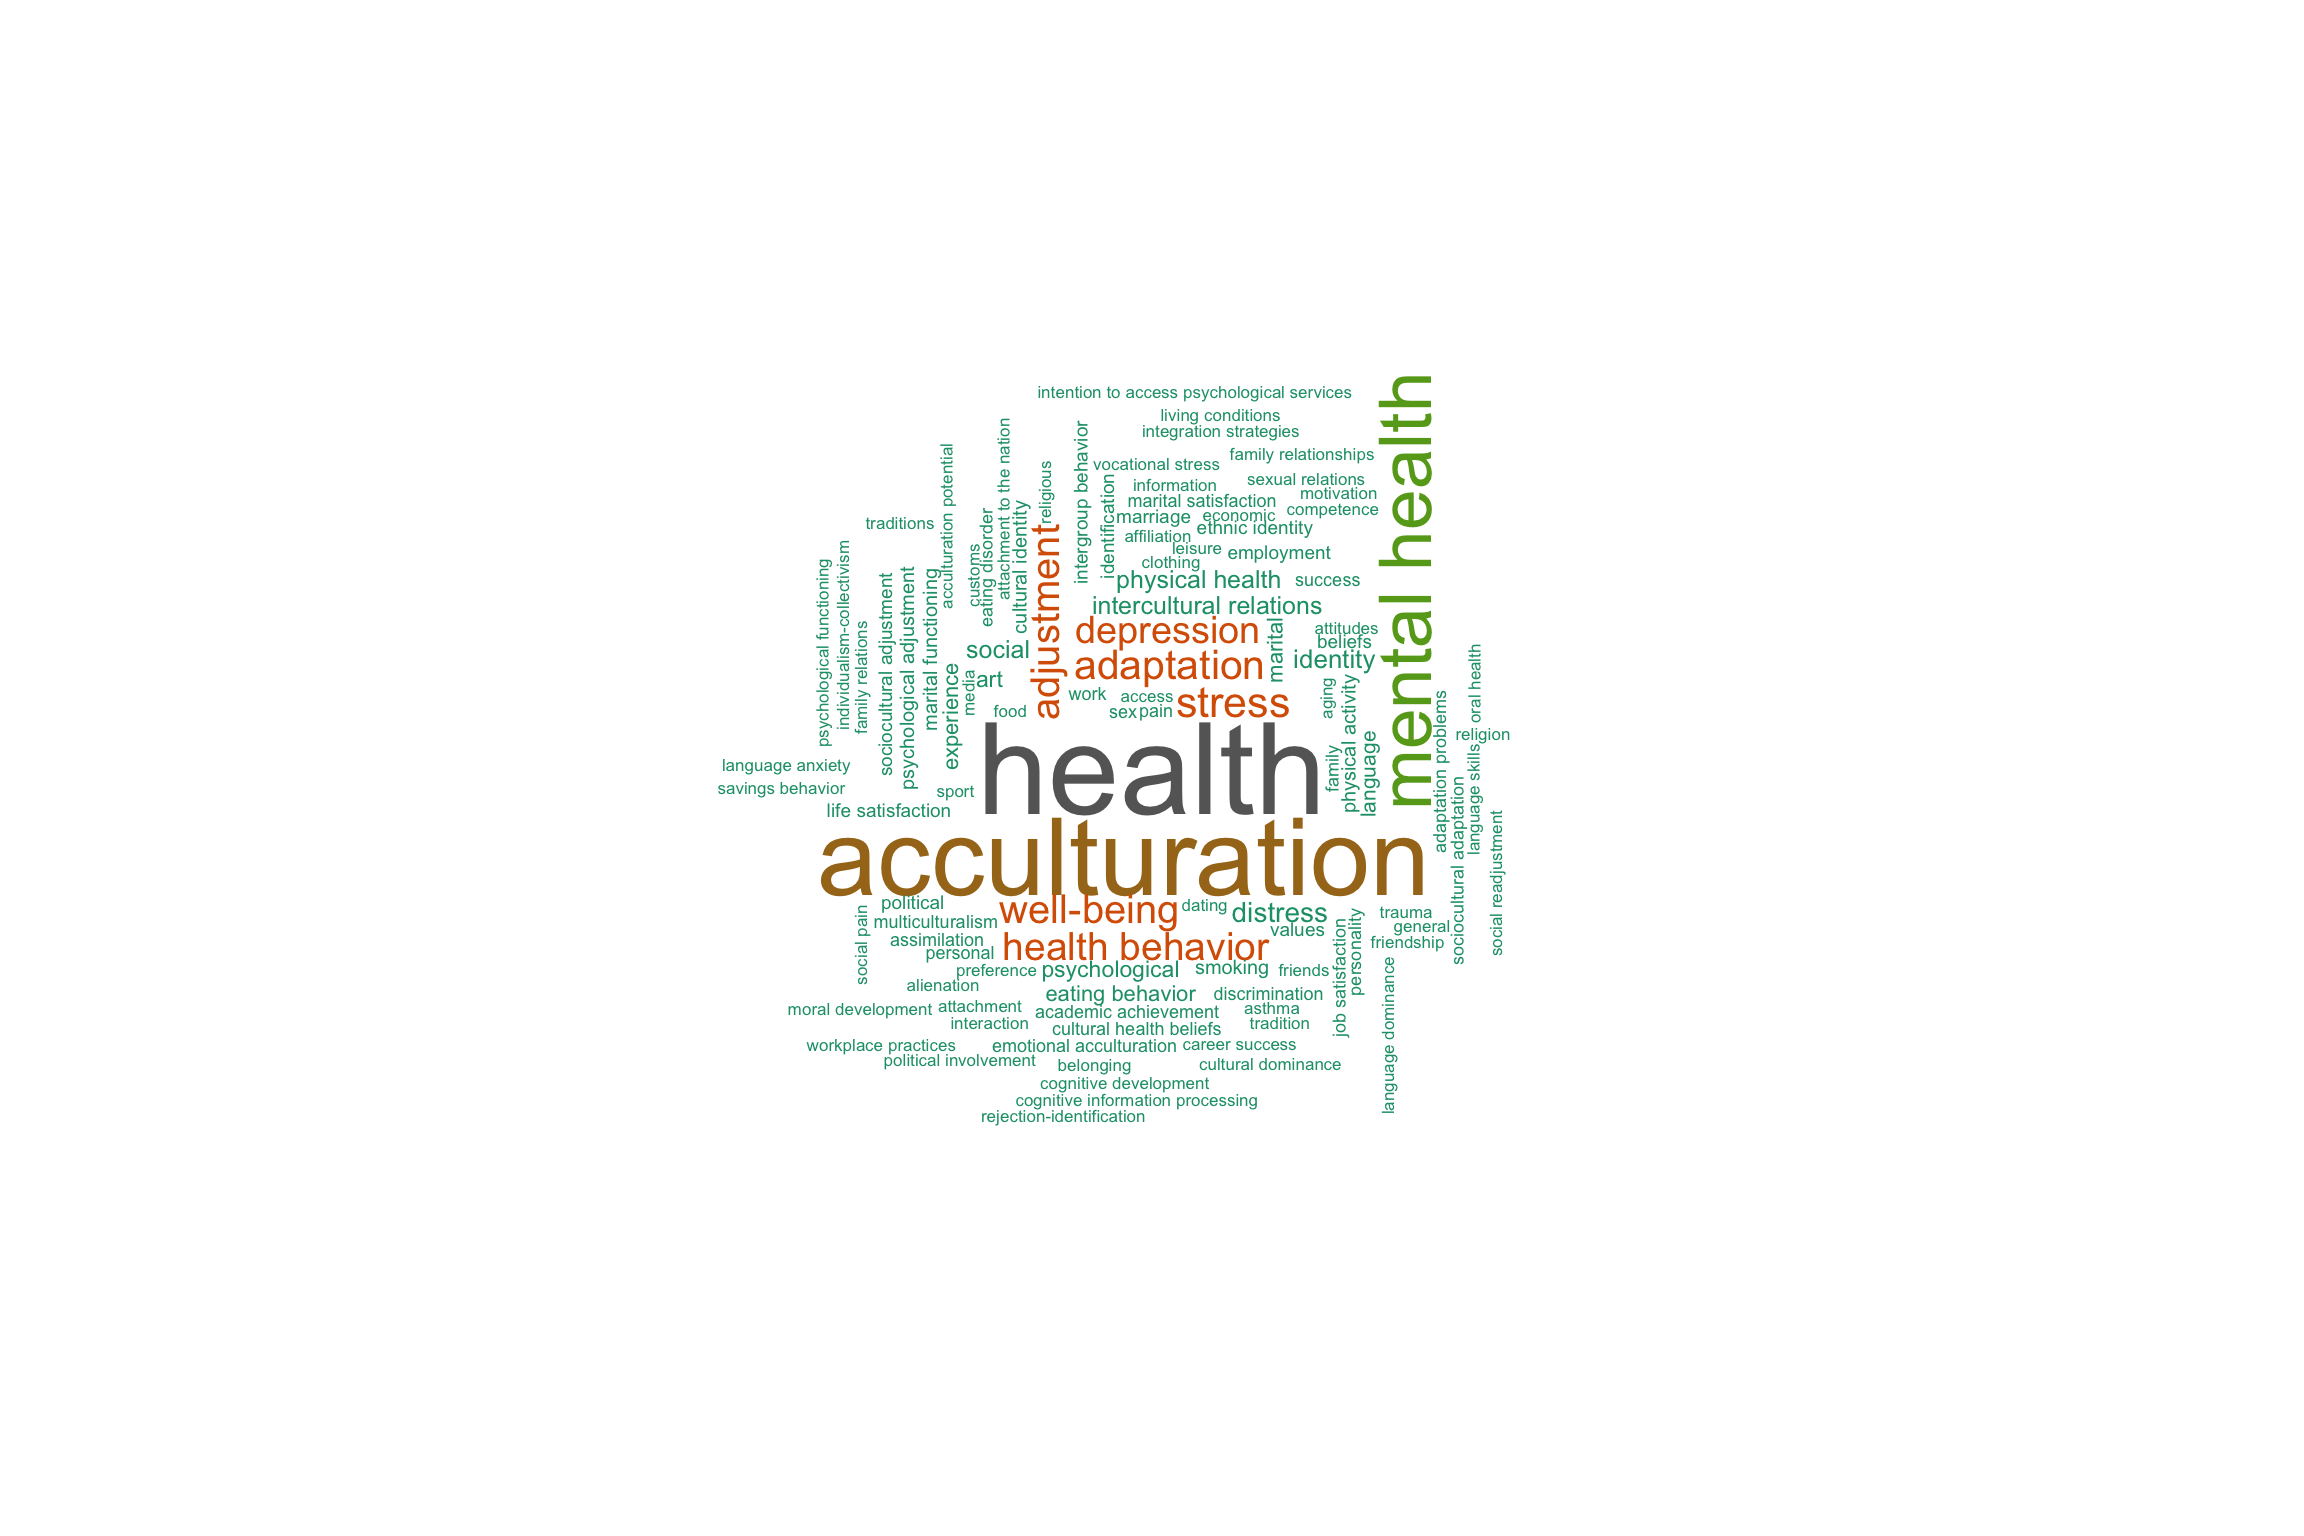 intention to access psychological services
living conditions
integration strategies
family relationships
vocational stress
sexual relations
information
motivation
marital satisfaction
competence
marriage
economic
ethnic identity
affiliation
leisure
employment
clothing
physical health
success
intercultural relations
depression
attitudes
beliefs
adaptation
identity
marital
work
access
stress
sex
pain
aging
mental health
intergroup behavior
identification
religious
adjustment
attachment to the nation
cultural identity
eating disorder
customs
acculturation potential
traditions
social
art
media
food
experience
marital functioning
psychological adjustment
sociocultural adjustment
family relations
individualism-collectivism
psychological functioning
language anxiety
savings behavior
sport
life satisfaction
health
family
physical activity
language
oral health
religion
adaptation problems
language skills
sociocultural adaptation
social readjustment
acculturation
political
well-being
dating
distress
trauma
multiculturalism
values
general
assimilation
health behavior
friendship
personal
social pain
preference
psychological
smoking
friends
personality
job satisfaction
alienation
eating behavior
discrimination
moral development
attachment
academic achievement
asthma
interaction
cultural health beliefs
tradition
workplace practices
emotional acculturation
career success
political involvement
belonging
cultural dominance
language dominance
cognitive development
cognitive information processing
rejection-identification